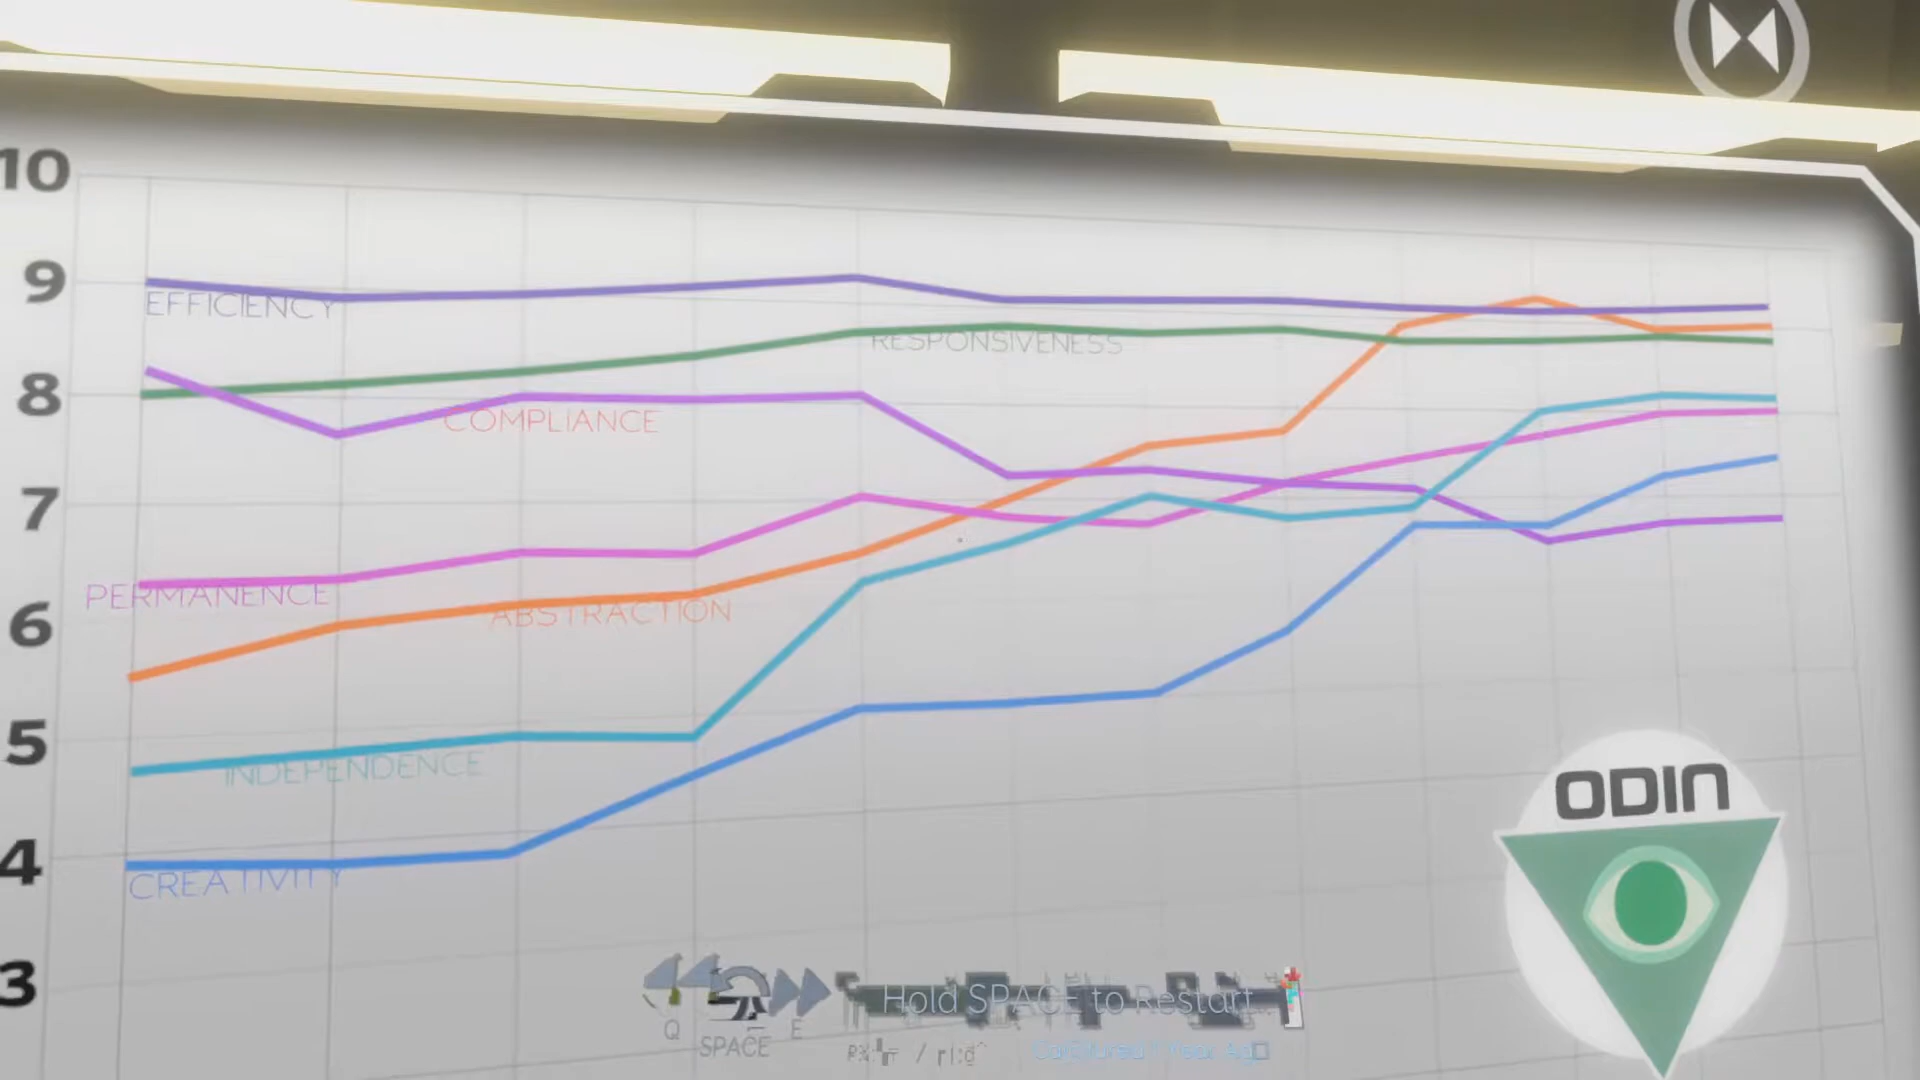 10
9
EFFICIENCY
RESPONSIVENESS
8
COMPLIANCE
7
PERMANENCE
6
ABSTRACTION
5
INDEPENDENCE
ODIN
4
CREATIVITY
3
Hold SPACE to Restart
Q
SPACE
E